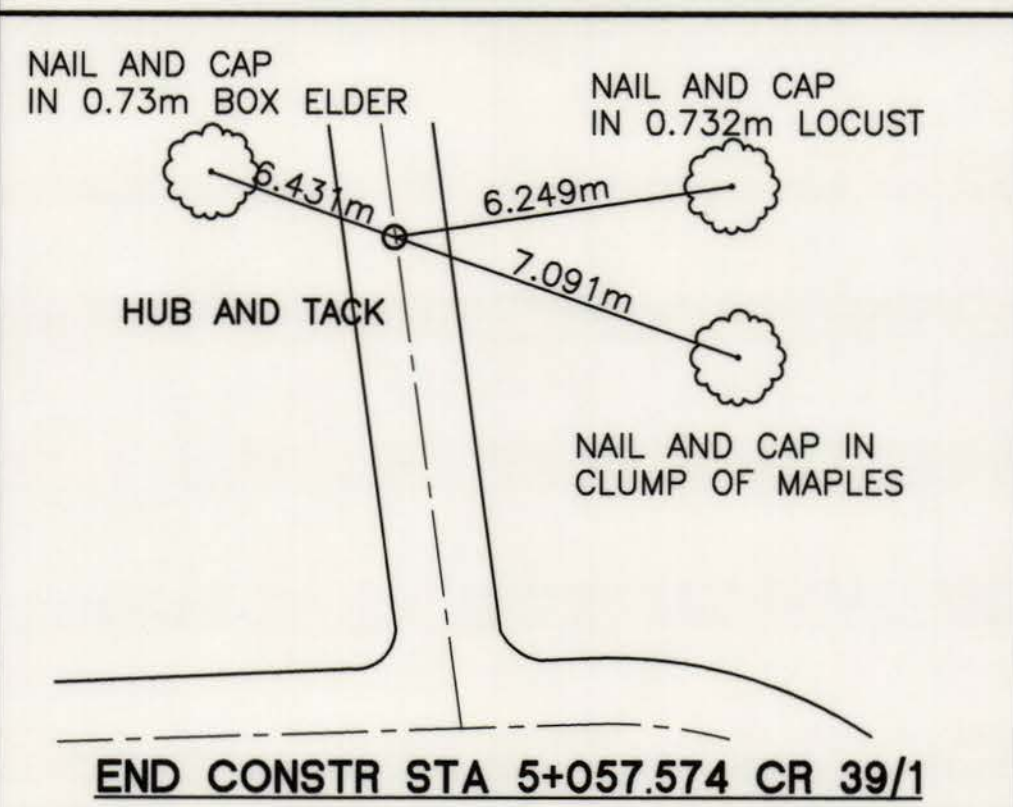 NAIL AND CAP
IN 0.73m BOX ELDER
NAIL AND CAP
IN 0.732m LOCUST
6.431m
6.249m
7.091m
HUB AND TACK
NAIL AND CAP IN
CLUMP OF MAPLES
END CONSTR STA 5+057.574 CR 39/1